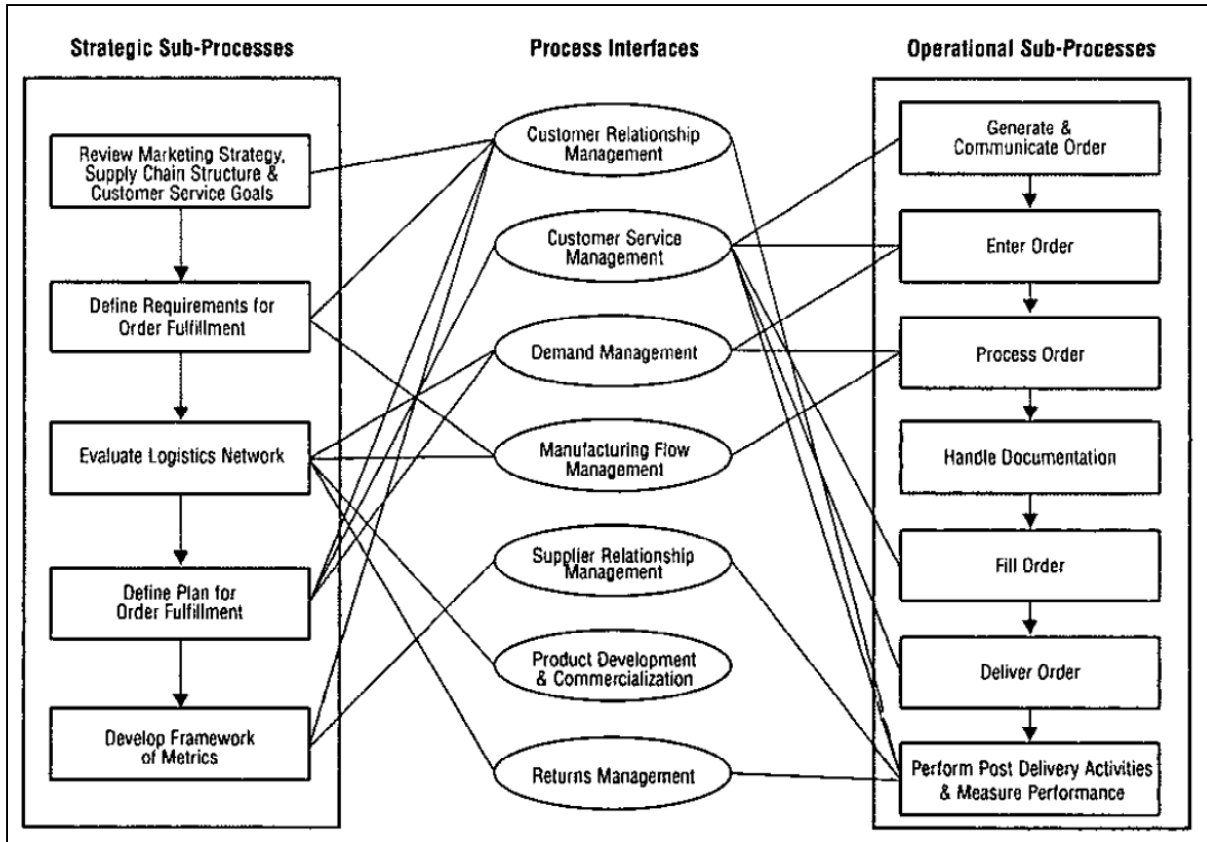 Strategic Sub-Processes
Process Interfaces
Operational Sub-Processes
Review Marketing Strategy,
Supply Chain Structure &
Customer Service Goals
Define Requirements for
Order Fulfillment
Evaluate Logistics Network
Define Plan for
Order Fulfillment
Develop Framework
of Metrics
Customer Relationship
Management
Customer Service
Management
Demand Management
Manufacturing Flow
Management
Supplier Relationship
Management
Product Development
& Commercialization
Returns Management
Generate &
Communicate Order
Enter Order
Process Order
Handle Documentation
Fill Order
Deliver Order
Perform Post Delivery Activities
& Measure Performance